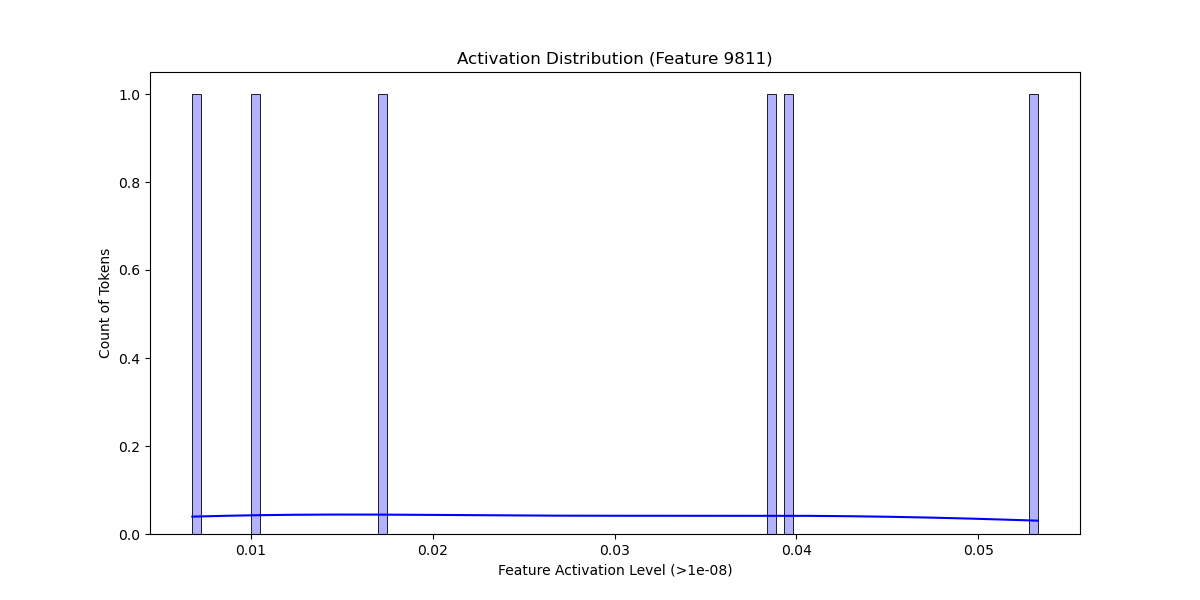 Activation Distribution (Feature 9811)
1.0
0.8
0.6
0.4
0.2
0.0
Count of Tokens
0.01 0.02 0.03 0.04 0.05
Feature Activation Level (>1e-08)